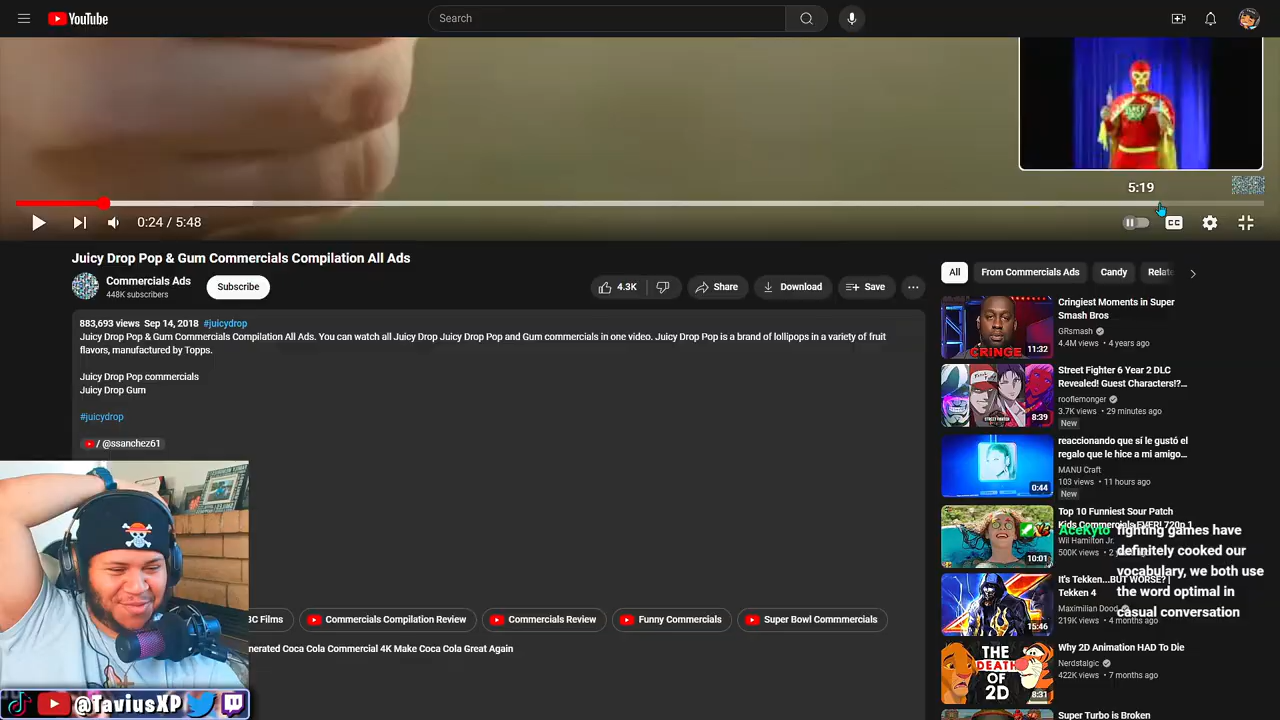 YouTube
Search
5:19
0:24 / 5:48
CC
Juicy Drop Pop & Gum Commercials Compilation All Ads
Commercials Ads
448K subscribers
Subscribe
4.3K
Share
Download
Save
883,693 views Sep 14, 2018 #juicydrop
Juicy Drop Pop & Gum Commercials Compilation All Ads. You can watch all Juicy Drop Juicy Drop Pop and Gum commercials in one video. Juicy Drop Pop is a brand of lollipops in a variety of fruit
flavors, manufactured by Topps.
Juicy Drop Pop commercials
Juicy Drop Gum
#juicydrop
/ @ssanchez61
Films
Commercials Compilation Review
Commercials Review
Funny Commercials
Super Bowl Commmercials
nerated Coca Cola Commercial 4K Make Coca Cola Great Again
@TaviusXP
All
From Commercials Ads
Candy
Relate
CRINGE
11:32
Cringiest Moments in Super
Smash Bros
GRsmash
4.4M views • 4 years ago
8:39
Street Fighter 6 Year 2 DLC
Revealed! Guest Characters!?...
rooflemonger
3.7K views • 29 minutes ago
New
0:44
reaccionando que sí le gustó el
regalo que le hice a mi amigo...
MANU Craft
103 views • 11 hours ago
New
10:01
Top 10 Funniest Sour Patch
Kids Commercials EVER! 720p
Wil Hamilton Jr.
500K views • 2
AceKyto fighting games have
definitely cooked our
vocabulary, we both use
the word optimal in
casual conversation
15:46
It's Tekken...BUT WORSE? |
Tekken 4
Maximilian Dood
219K views • 4 months ago
THE
DEATH
OF
2D
8:31
Why 2D Animation HAD To Die
Nerdstalgic
422K views • 7 months ago
Super Turbo is Broken